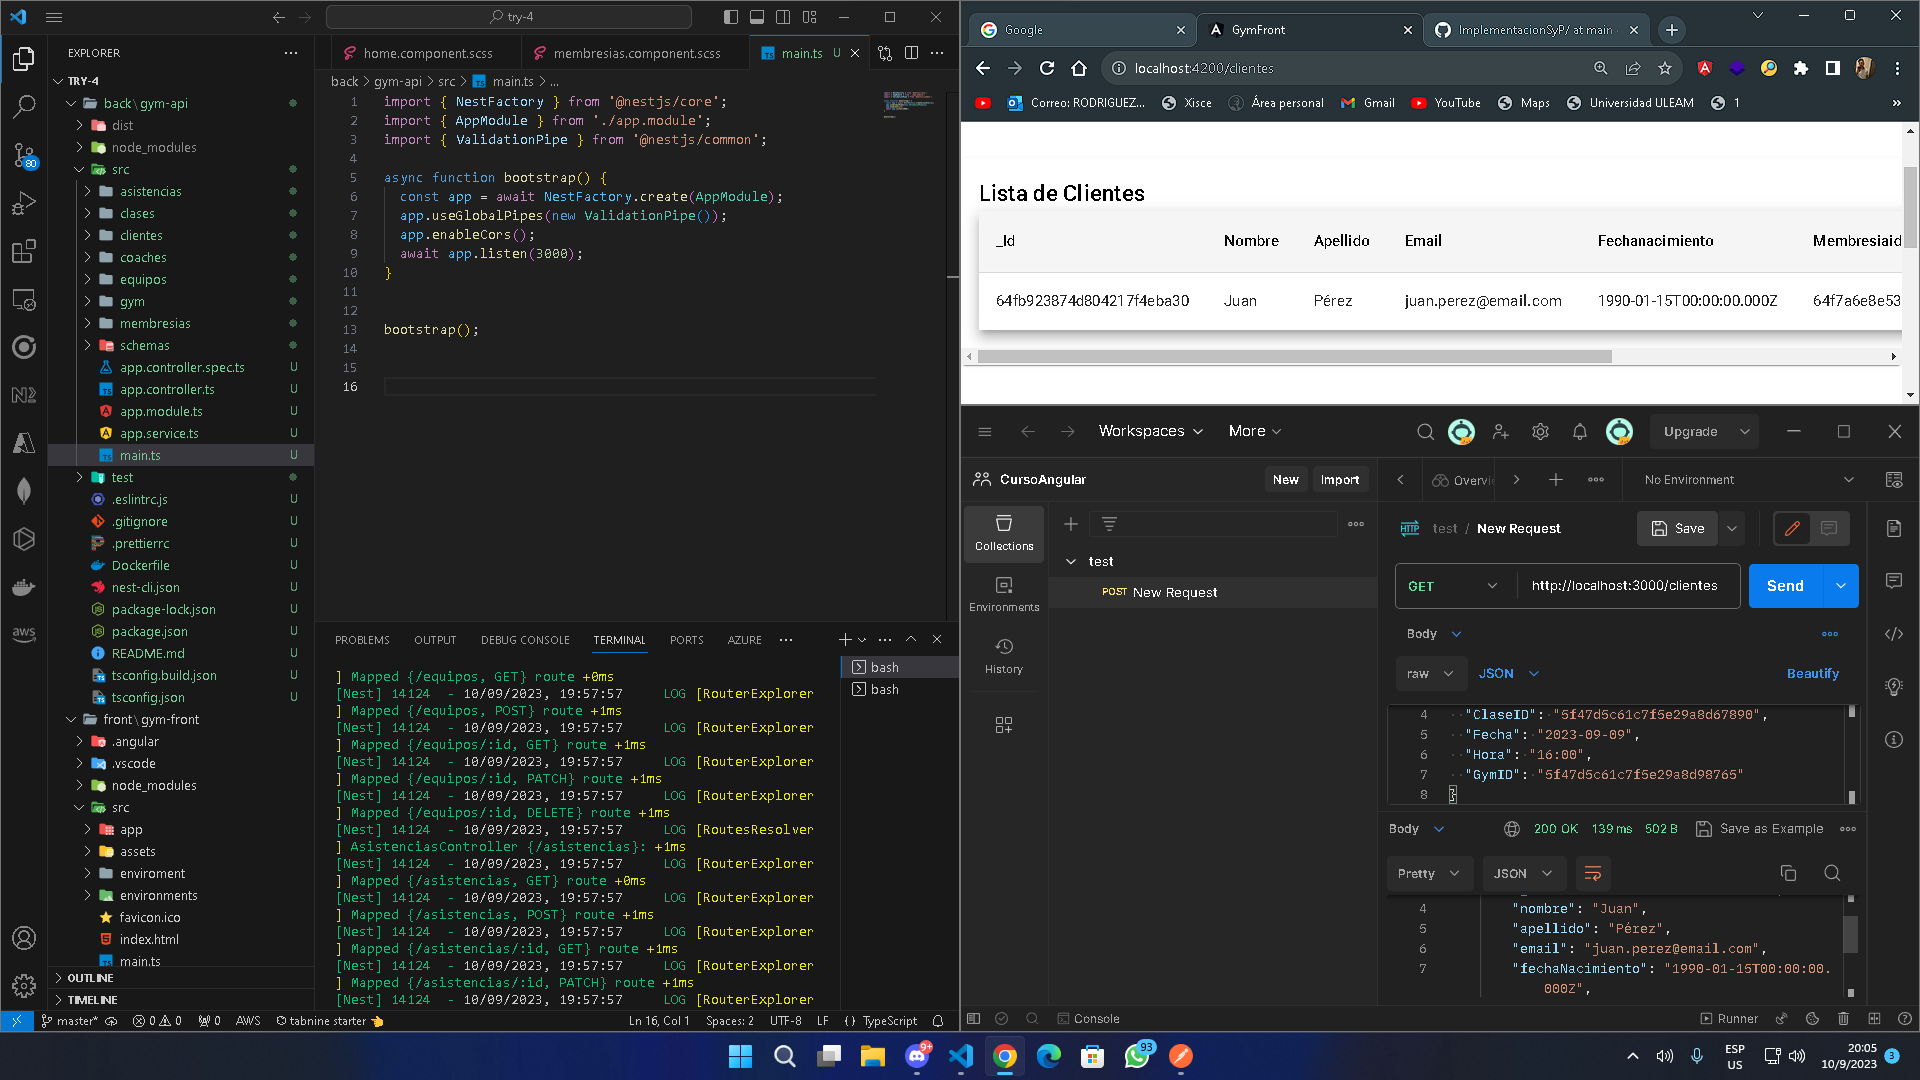 try-4
EXPLORER
TRY-4
back\gym-api
dist
node_modules
src
asistencias
clases
clientes
coaches
equipos
gym
membresias
schemas
app.controller.spec.ts U
app.controller.ts U
app.module.ts U
app.service.ts U
main.ts U
test
.eslintrc.js U
.gitignore U
.prettierrc U
Dockerfile U
nest-cli.json U
package-lock.json U
package.json U
README.md U
tsconfig.build.json U
tsconfig.json U
front\gym-front
.angular
.vscode
node_modules
src
app
assets
enviroment
environments
favicon.ico
index.html
main.ts
OUTLINE
TIMELINE
80
aws
home.component.scss
membresias.component.scss
main.ts U
back > gym-api > src > main.ts > ...
1 import { NestFactory } from '@nestjs/core';
2 import { AppModule } from './app.module';
3 import { ValidationPipe } from '@nestjs/common';
4
5 async function bootstrap() {
6 const app = await NestFactory.create(AppModule);
7 app.useGlobalPipes(new ValidationPipe());
8 app.enableCors();
9 await app.listen(3000);
10 }
11
12
13 bootstrap();
14
15
16
PROBLEMS OUTPUT DEBUG CONSOLE TERMINAL PORTS AZURE
bash
bash
] Mapped {/equipos, GET} route +0ms
[Nest] 14124 - 10/09/2023, 19:57:57 LOG [RouterExplorer
] Mapped {/equipos, POST} route +1ms
[Nest] 14124 - 10/09/2023, 19:57:57 LOG [RouterExplorer
] Mapped {/equipos/:id, GET} route +1ms
[Nest] 14124 - 10/09/2023, 19:57:57 LOG [RouterExplorer
] Mapped {/equipos/:id, PATCH} route +1ms
[Nest] 14124 - 10/09/2023, 19:57:57 LOG [RouterExplorer
] Mapped {/equipos/:id, DELETE} route +1ms
[Nest] 14124 - 10/09/2023, 19:57:57 LOG [RoutesResolver
] AsistenciasController {/asistencias}: +1ms
[Nest] 14124 - 10/09/2023, 19:57:57 LOG [RouterExplorer
] Mapped {/asistencias, GET} route +0ms
[Nest] 14124 - 10/09/2023, 19:57:57 LOG [RouterExplorer
] Mapped {/asistencias, POST} route +1ms
[Nest] 14124 - 10/09/2023, 19:57:57 LOG [RouterExplorer
] Mapped {/asistencias/:id, GET} route +1ms
[Nest] 14124 - 10/09/2023, 19:57:57 LOG [RouterExplorer
] Mapped {/asistencias/:id, PATCH} route +1ms
[Nest] 14124 - 10/09/2023, 19:57:57 LOG [RouterExplorer
master* 0 0 0 AWS tabnine starter Ln 16, Col 1 Spaces: 2 UTF-8 LF {} TypeScript
Google
GymFront
ImplementacionSyP/ at main
localhost:4200/clientes
Correo: RODRIGUEZ... Xisce Área personal Gmail YouTube Maps Universidad ULEAM 1 »
Lista de Clientes
_Id Nombre Apellido Email Fechanacimiento Membresiaid
64fb923874d804217f4eba30 Juan Pérez juan.perez@email.com 1990-01-15T00:00:00.000Z 64f7a6e8e53
Workspaces More Upgrade
CursoAngular New Import
Overvi No Environment
Collections
Environments
History
test
POST New Request
HTTP test / New Request Save
GET http://localhost:3000/clientes Send
Body
raw JSON Beautify
4 "ClaseID": "5f47d5c61c7f5e29a8d67890",
5 "Fecha": "2023-09-09",
6 "Hora": "16:00",
7 "GymID": "5f47d5c61c7f5e29a8d98765"
8 }
Body 200 OK 139 ms 502 B Save as Example
Pretty JSON
4 "nombre": "Juan",
5 "apellido": "Pérez",
6 "email": "juan.perez@email.com",
7 "fechaNacimiento": "1990-01-15T00:00:00.
000Z",
Console Runner
9+
93
ESP
US
20:05
10/9/2023
3